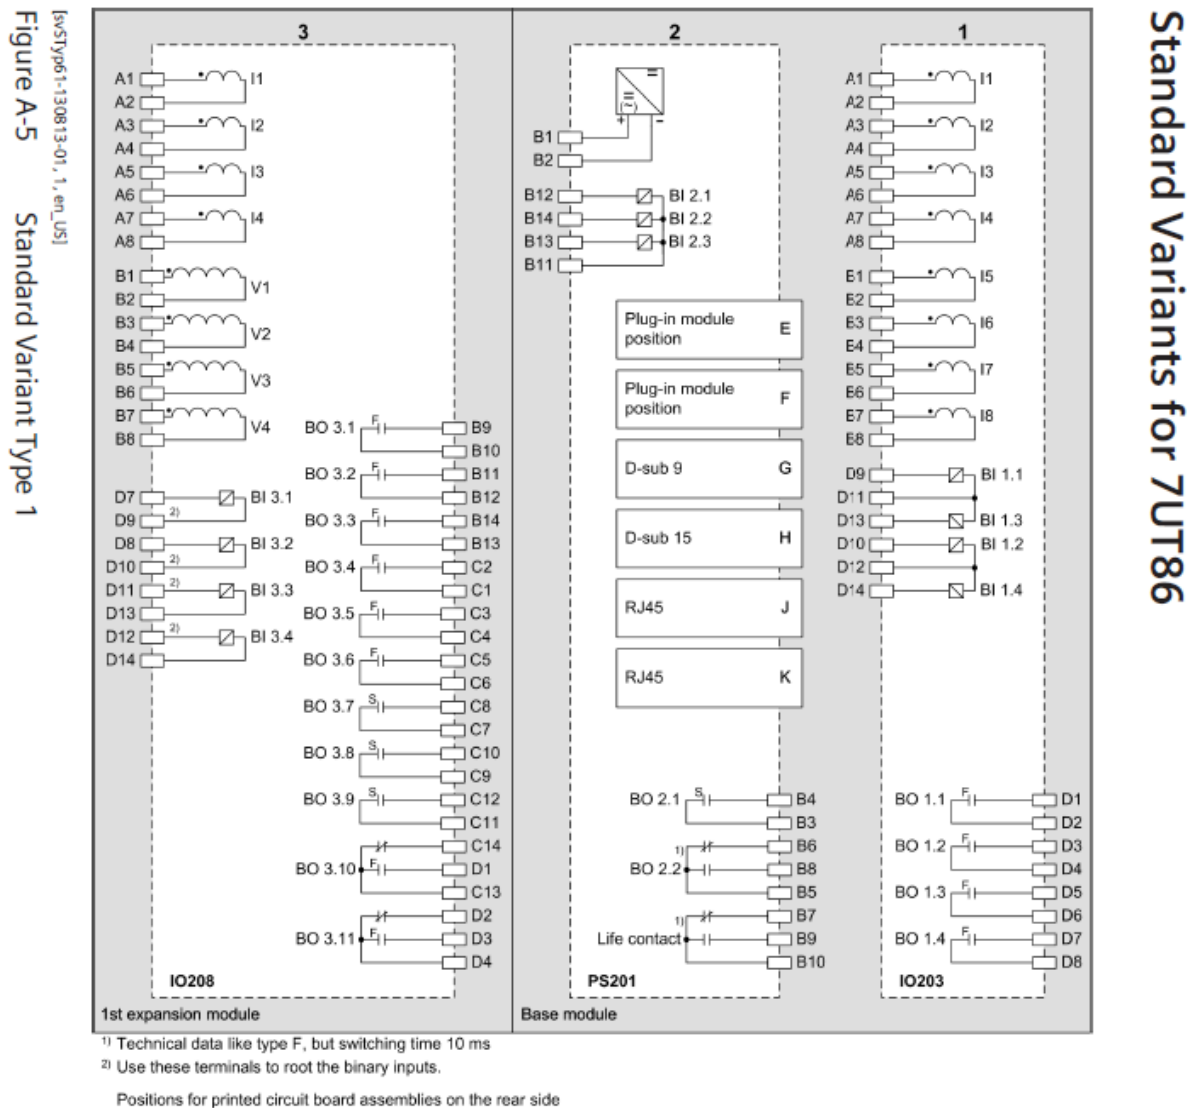 Standard Variants for 7UT86
3
2
1
A1
I1
A2
A3
I2
A4
A5
I3
A6
A7
I4
A8
B1
V1
B2
B3
V2
B4
B5
V3
B6
B7
V4
B8
D7
BI 3.1
D9
2)
D8
BI 3.2
D10
2)
D11
2)
BI 3.3
D13
D12
2)
BI 3.4
D14
BO 3.1
F
B9
B10
BO 3.2
F
B11
B12
BO 3.3
F
B14
B13
BO 3.4
F
C2
C1
BO 3.5
F
C3
C4
BO 3.6
F
C5
C6
BO 3.7
S
C8
C7
BO 3.8
S
C10
C9
BO 3.9
S
C12
C11
C14
BO 3.10
F
D1
C13
D2
BO 3.11
F
D3
D4
IO208
1st expansion module
=
=
(~)
+
-
B1
B2
B12
BI 2.1
B14
BI 2.2
B13
BI 2.3
B11
Plug-in module
position
E
Plug-in module
position
F
D-sub 9
G
D-sub 15
H
RJ45
J
RJ45
K
BO 2.1
S
B4
B3
1)
B6
BO 2.2
B8
B5
1)
B7
Life contact
B9
B10
PS201
Base module
A1
I1
A2
A3
I2
A4
A5
I3
A6
A7
I4
A8
E1
I5
E2
E3
I6
E4
E5
I7
E6
E7
I8
E8
D9
BI 1.1
D11
D13
BI 1.3
D10
BI 1.2
D12
D14
BI 1.4
BO 1.1
F
D1
D2
BO 1.2
F
D3
D4
BO 1.3
F
D5
D6
BO 1.4
F
D7
D8
IO203
1) Technical data like type F, but switching time 10 ms
2) Use these terminals to root the binary inputs.
Positions for printed circuit board assemblies on the rear side
[svSTyp61-130813-01, 1, en_US]
Figure A-5 Standard Variant Type 1